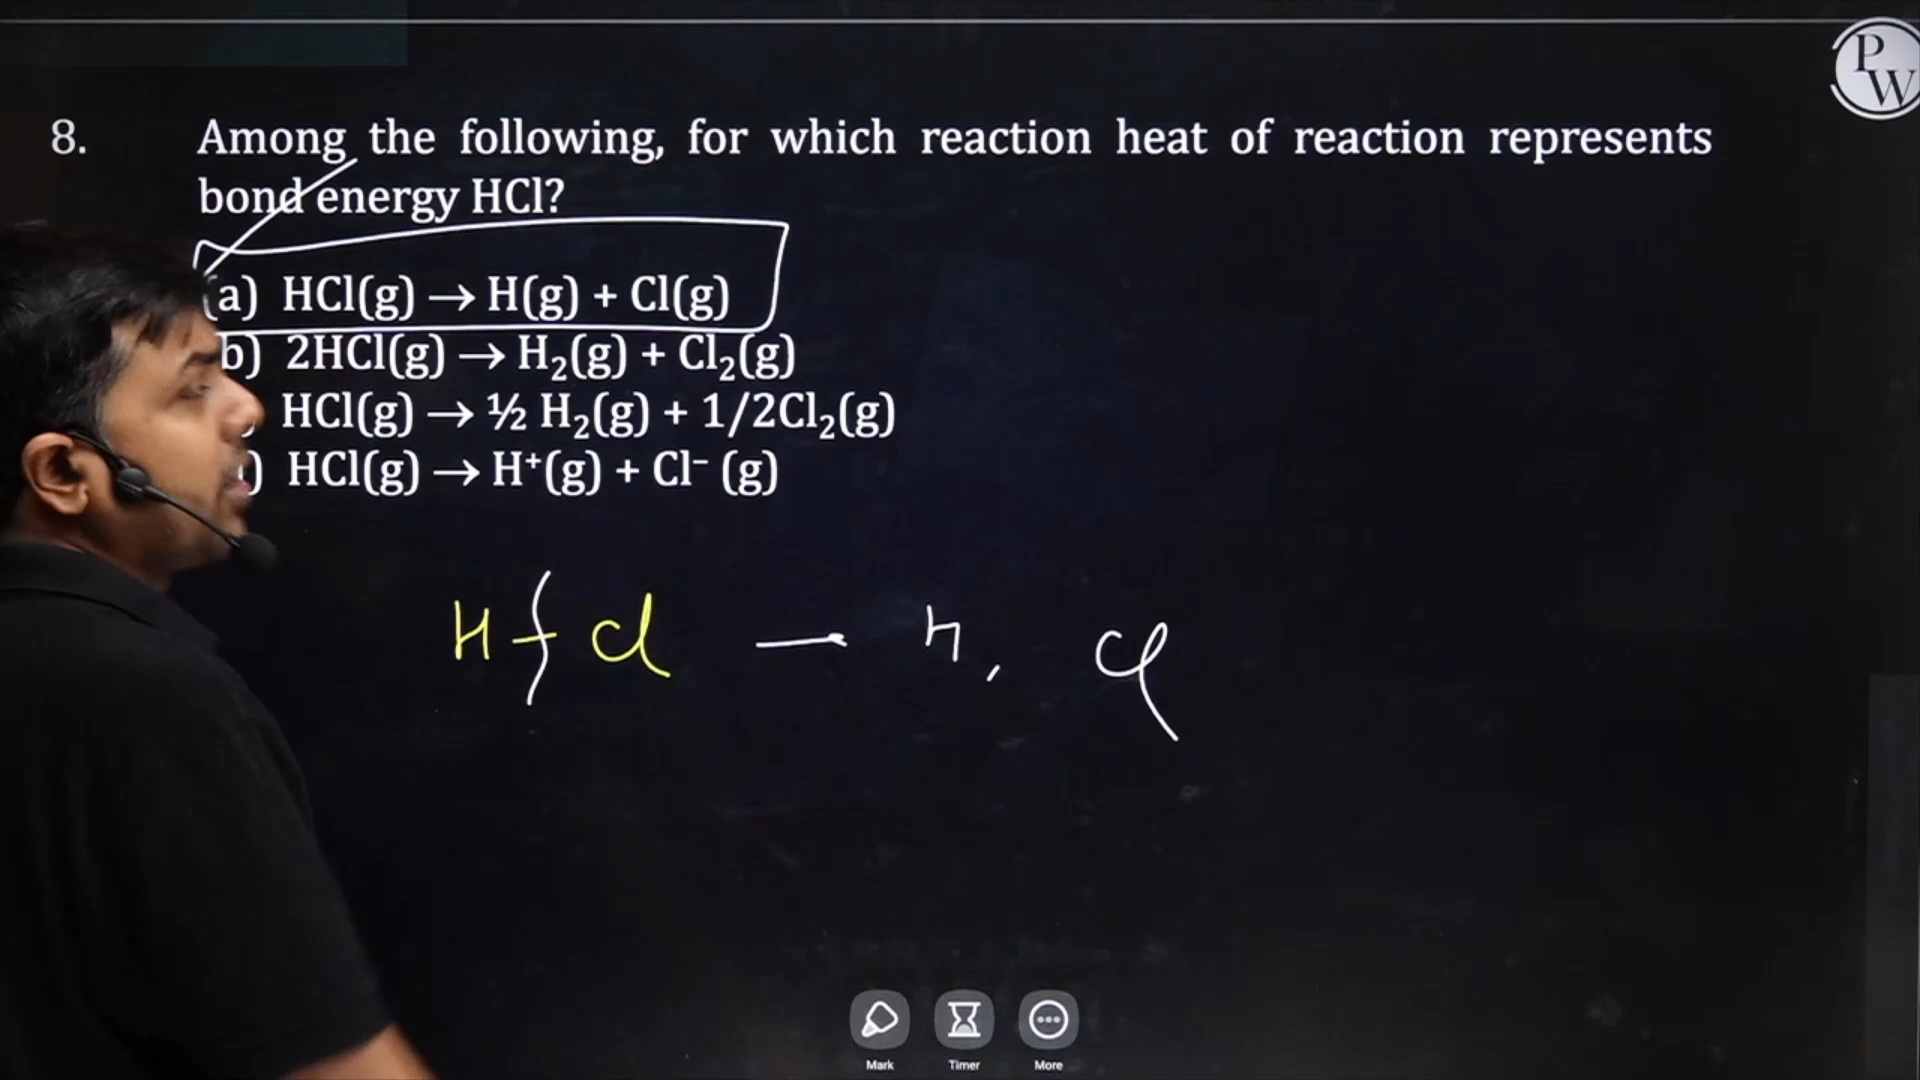 PW
8. Among the following, for which reaction heat of reaction represents
bond energy HCl?
(a) HCl(g) → H(g) + Cl(g)
b) 2HCl(g) → H₂(g) + Cl₂(g)
HCl(g) → ½ H₂(g) + 1/2Cl₂(g)
) HCl(g) → H⁺(g) + Cl⁻ (g)
H-Cl — H, Cl
Mark Timer More